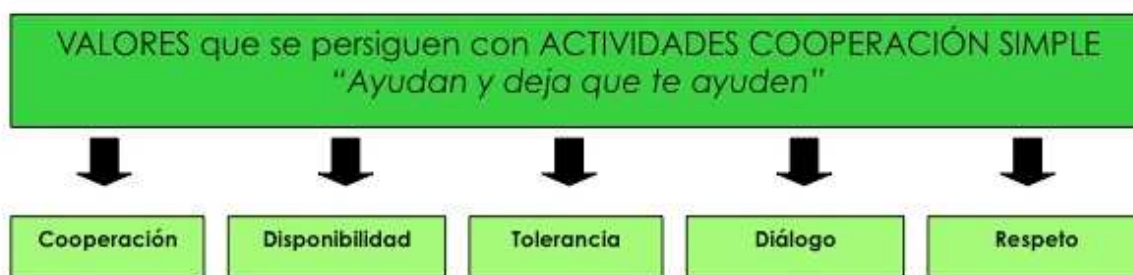 VALORES que se persiguen con ACTIVIDADES COOPERACIÓN SIMPLE
“Ayudan y deja que te ayuden”
Cooperación
Disponibilidad
Tolerancia
Diálogo
Respeto